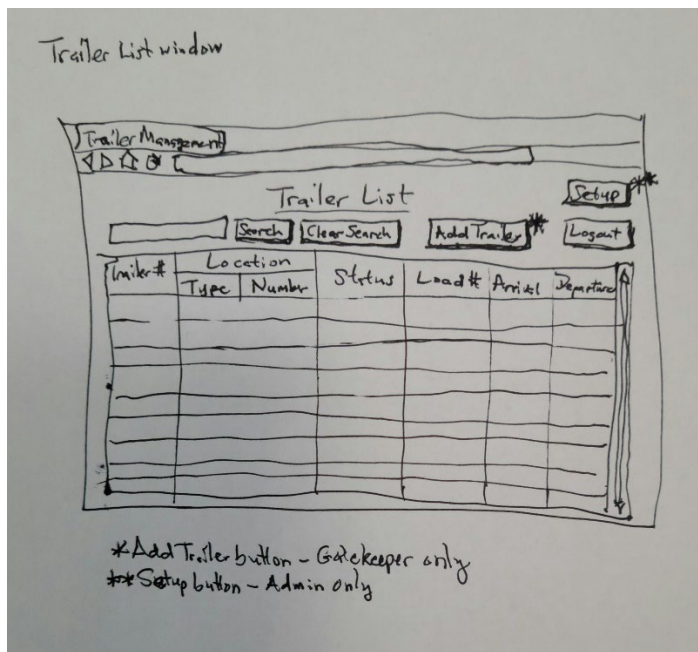 Trailer List window
Trailer Management
Trailer List
Setup **
Search Clear Search Add Trailer * Logout
Trailer # Location Status Load # Arrival Departure
Type Number
*Add Trailer button - Gatekeeper only
**Setup button - Admin only